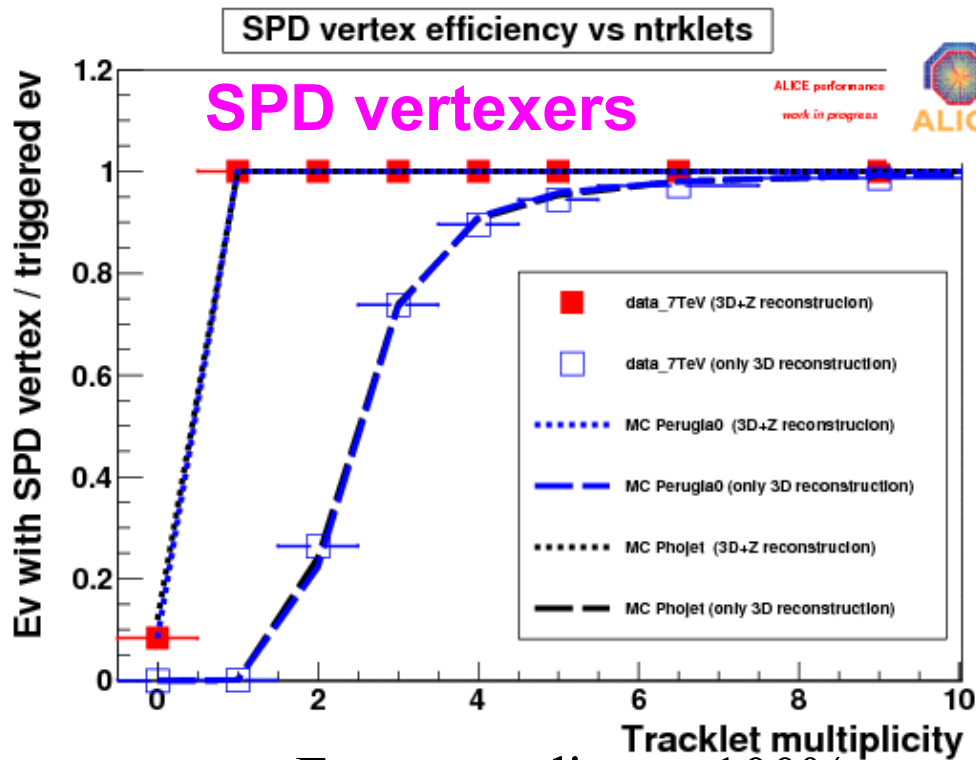 SPD vertex efficiency vs ntrklets
SPD vertexers
ALICE performance
work in progress
ALIC
Ev with SPD vertex / triggered ev
1.2
1
0.8
0.6
0.4
0.2
0
data_7TeV (3D+Z reconstrucion)
data_7TeV (only 3D reconstruction)
MC Perugia0 (3D+Z reconstrucion)
MC Perugia0 (only 3D reconstruction)
MC Phojet (3D+Z reconstrucion)
MC Phojet (only 3D reconstruction)
0 2 4 6 8 10
Tracklet multiplicity
100%